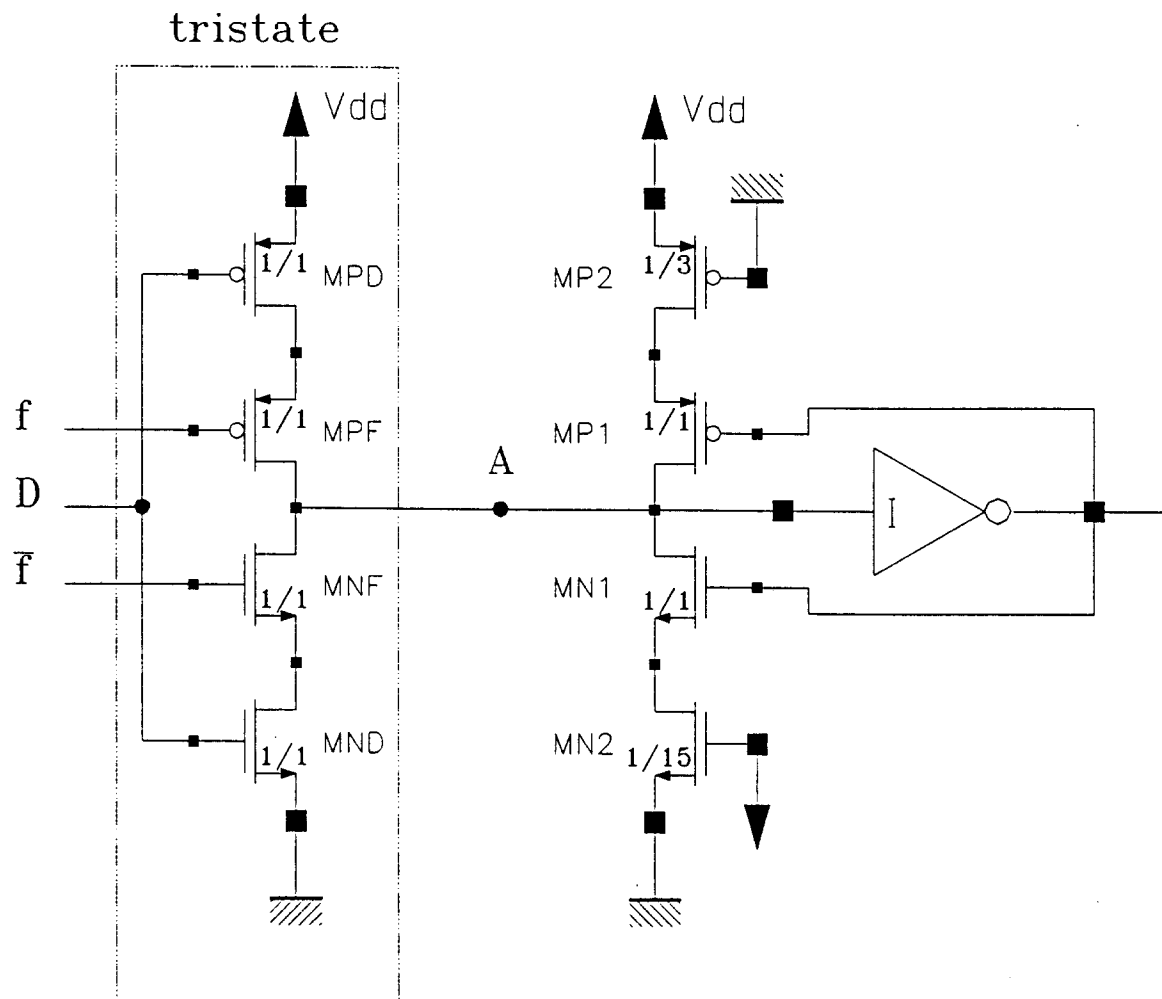 tristate
Vdd
Vdd
1/1
MPD
MP2
1/3
f
1/1
MPF
MP1
1/1
A
D
I
f̅
1/1
MNF
MN1
1/1
1/1
MND
MN2
1/15